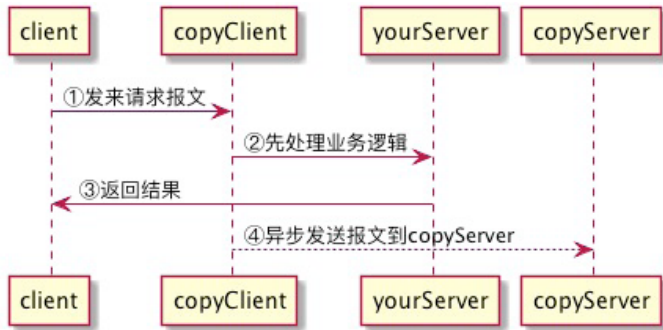 client copyClient yourServer copyServer
①发来请求报文
②先处理业务逻辑
③返回结果
④异步发送报文到copyServer
client copyClient yourServer copyServer